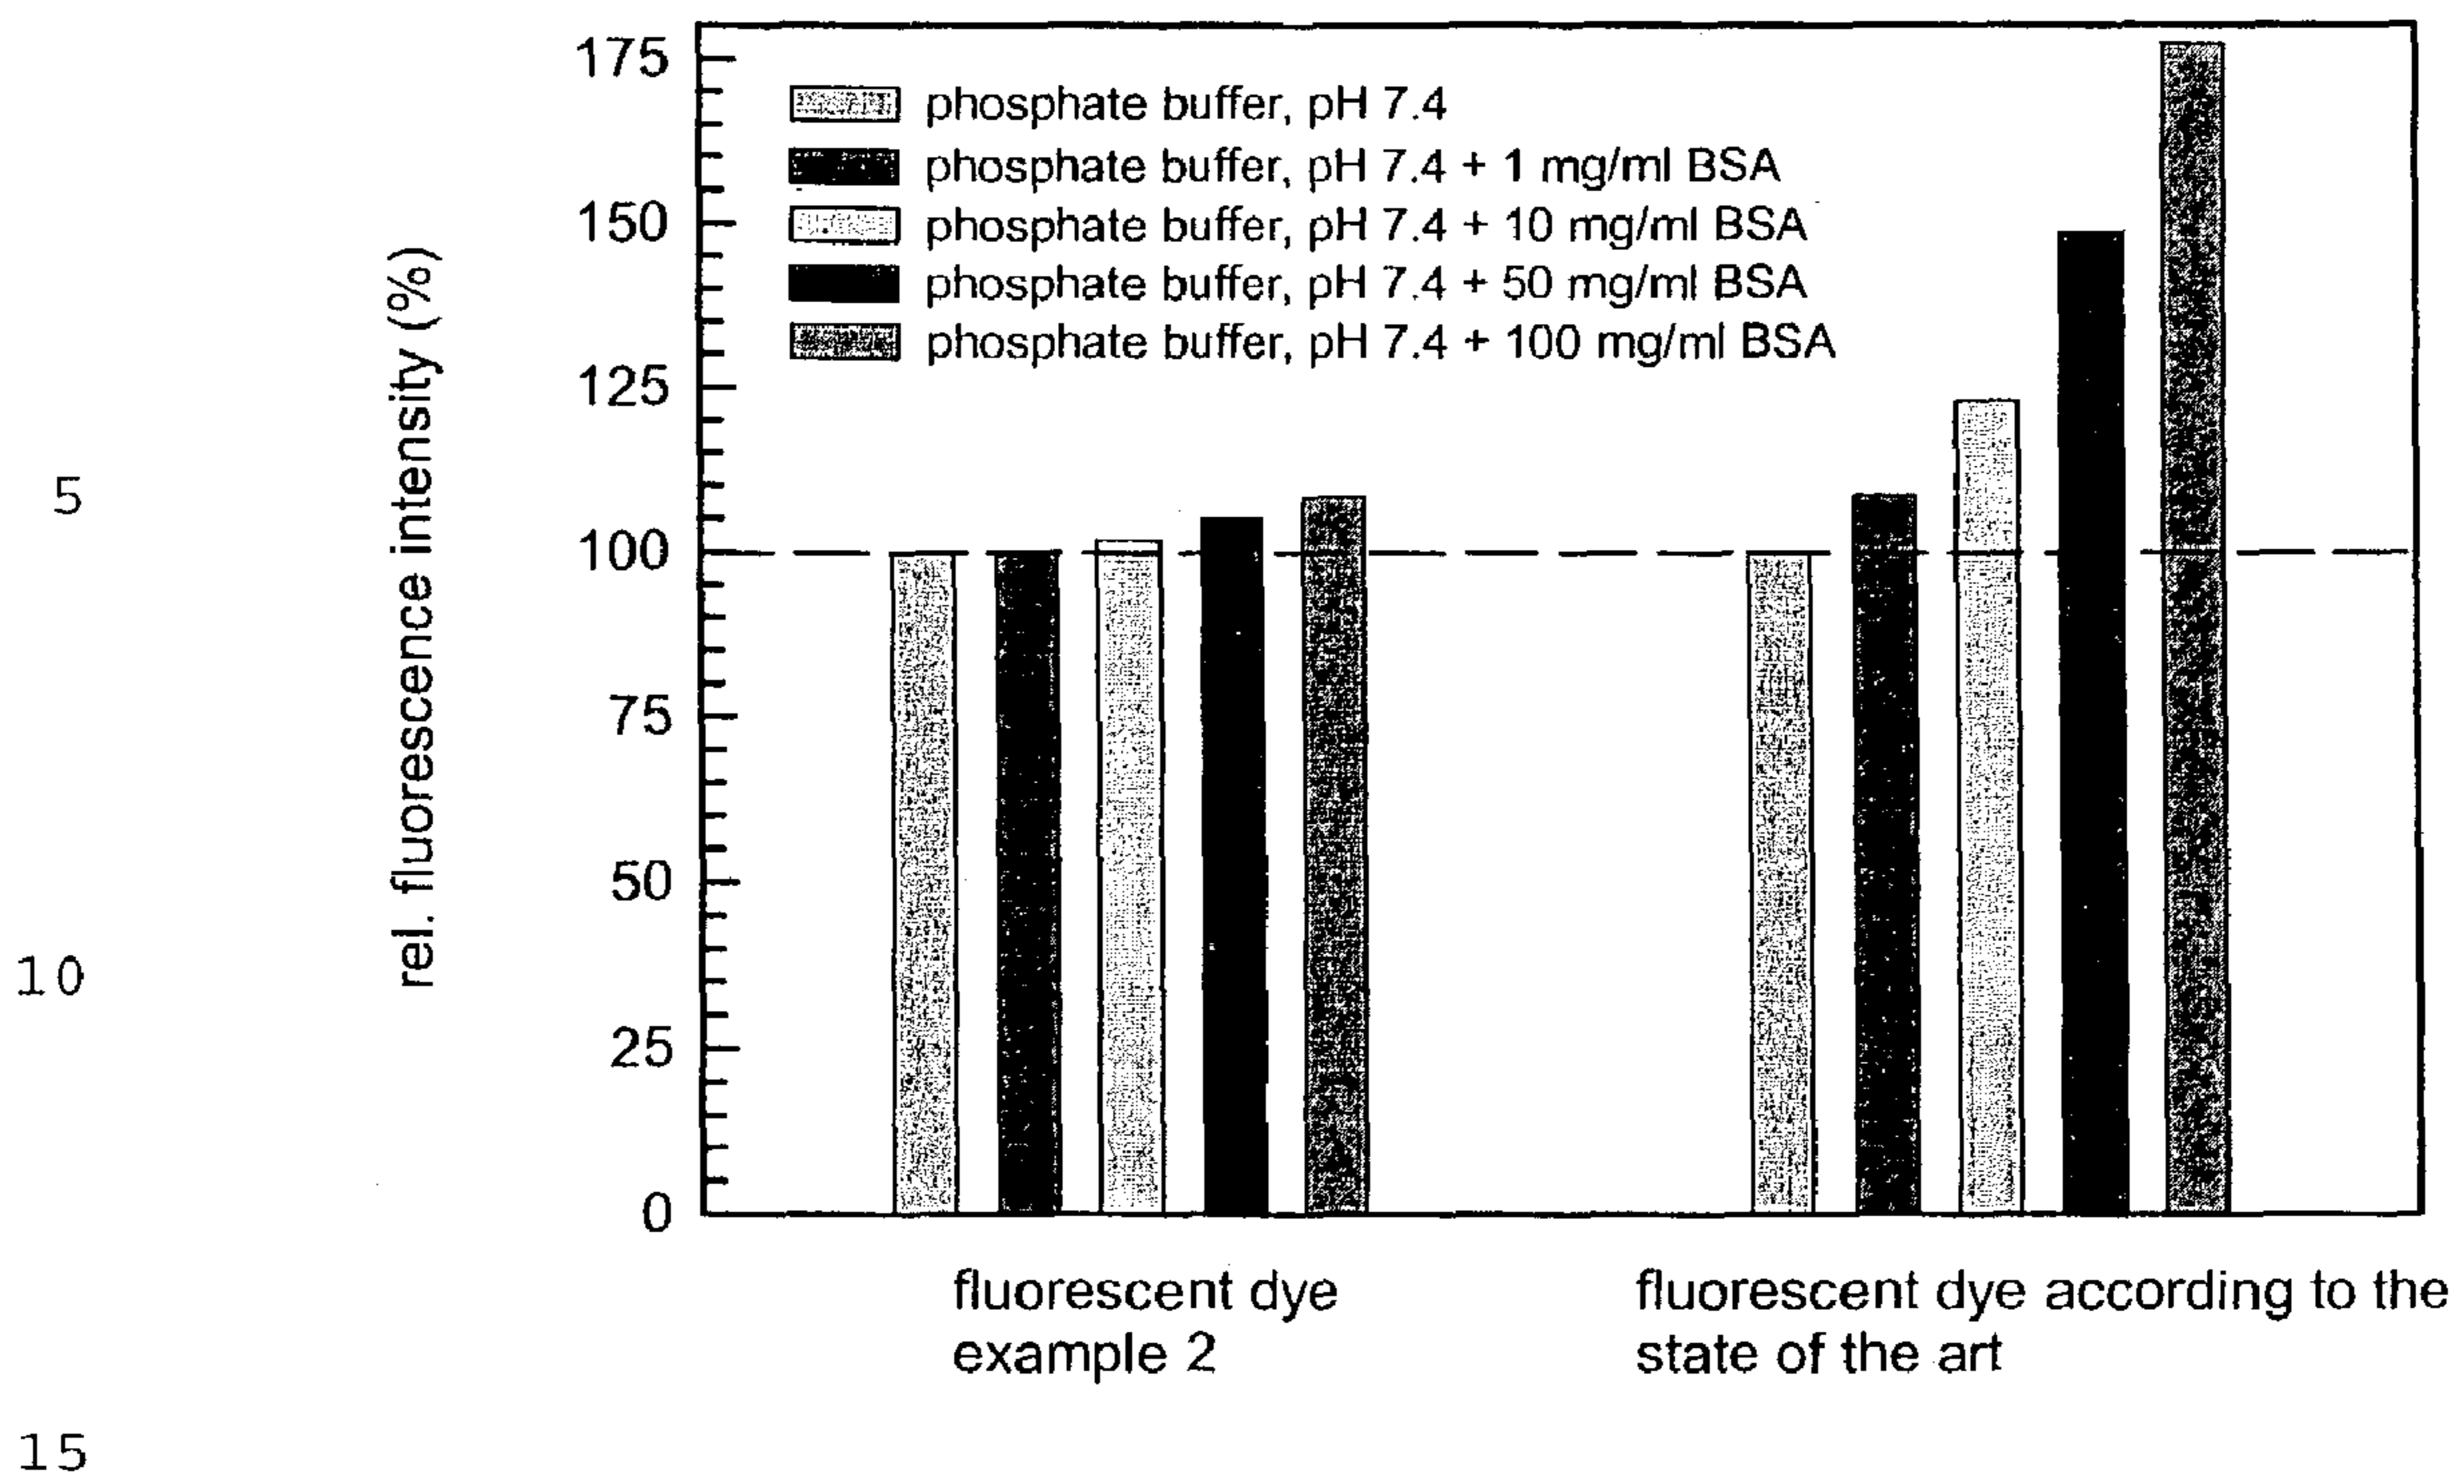 175
phosphate buffer, pH 7.4
phosphate buffer, pH 7.4 + 1 mg/ml BSA
150
phosphate buffer, pH 7.4 + 10 mg/ml BSA
phosphate buffer, pH 7.4 + 50 mg/ml BSA
phosphate buffer, pH 7.4 + 100 mg/ml BSA
125
5
100
rel. fluorescence intensity (%)
75
50
10
25
0
fluorescent dye
example 2
fluorescent dye according to the
state of the art
15